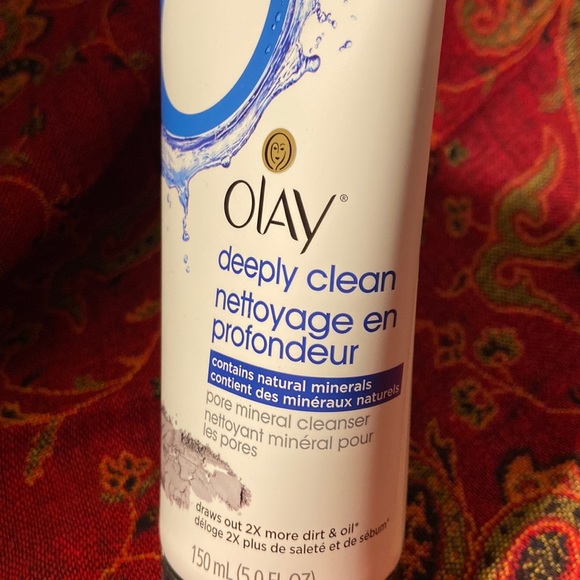 OLAY®
deeply clean
nettoyage en
profondeur
contains natural minerals
contient des minéraux naturels
pore mineral cleanser
nettoyant minéral pour
les pores
draws out 2X more dirt & oil*
déloge 2X plus de saleté et de sébum*
150 mL (5.0 FL OZ)